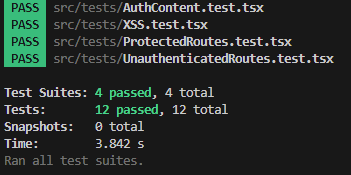 PASS src/tests/AuthContent.test.tsx
PASS src/tests/XSS.test.tsx
PASS src/tests/ProtectedRoutes.test.tsx
PASS src/tests/UnauthenticatedRoutes.test.tsx
Test Suites: 4 passed, 4 total
Tests: 12 passed, 12 total
Snapshots: 0 total
Time: 3.842 s
Ran all test suites.